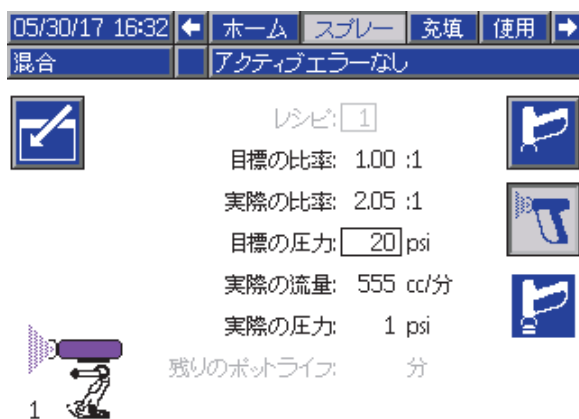 05/30/17 16:32 ホーム スプレー 充填 使用
混合 アクティブエラーなし
レシピ: 1
目標の比率: 1.00 :1
実際の比率: 2.05 :1
目標の圧力: 20 psi
実際の流量: 555 cc/分
実際の圧力: 1 psi
残りのポットライフ: 分
1